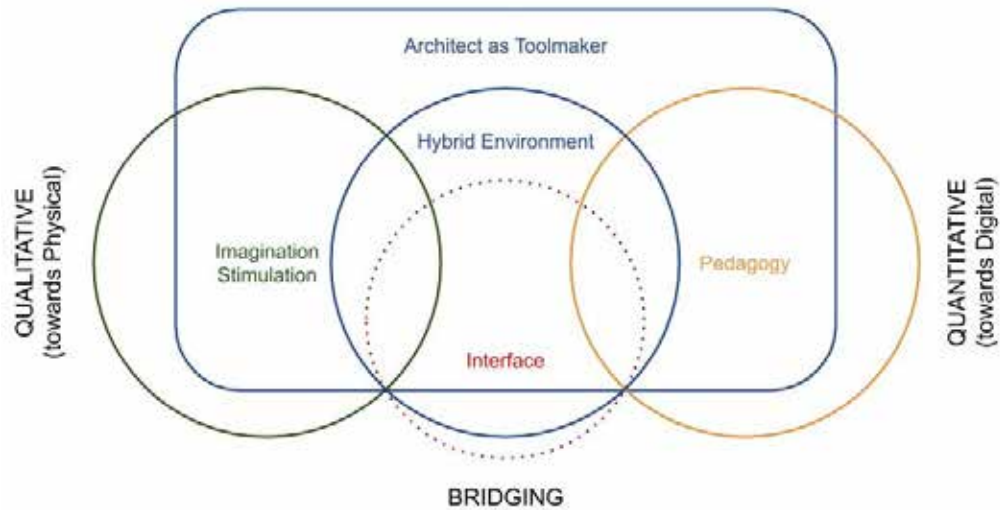 Architect as Toolmaker
Hybrid Environment
QUALITATIVE
(towards Physical)
Imagination
Stimulation
Pedagogy
QUANTITATIVE
(towards Digital)
Interface
BRIDGING